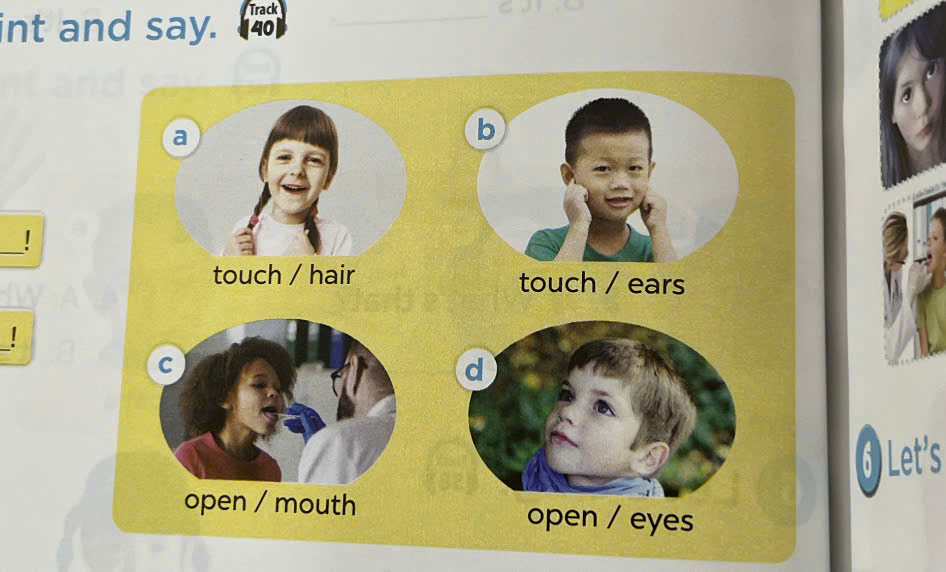 int and say.
Track
40
a
b
touch / hair
touch / ears
!
!
c
d
open / mouth
open / eyes
6 Let's